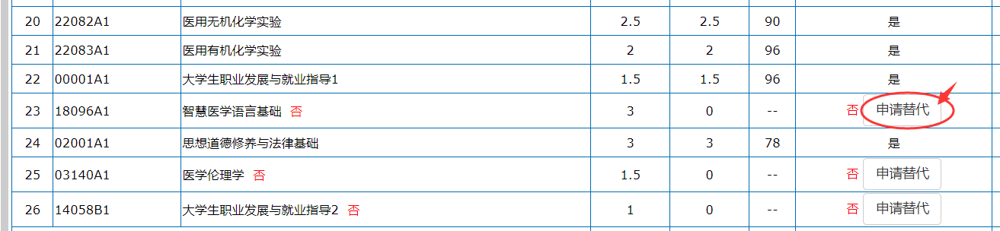 20 22082A1 医用无机化学实验 2.5 2.5 90 是
21 22083A1 医用有机化学实验 2 2 96 是
22 00001A1 大学生职业发展与就业指导1 1.5 1.5 96 是
23 18096A1 智慧医学语言基础 否 3 0 -- 否 申请替代
24 02001A1 思想道德修养与法律基础 3 3 78 是
25 03140A1 医学伦理学 否 1.5 0 -- 否 申请替代
26 14058B1 大学生职业发展与就业指导2 否 1 0 -- 否 申请替代